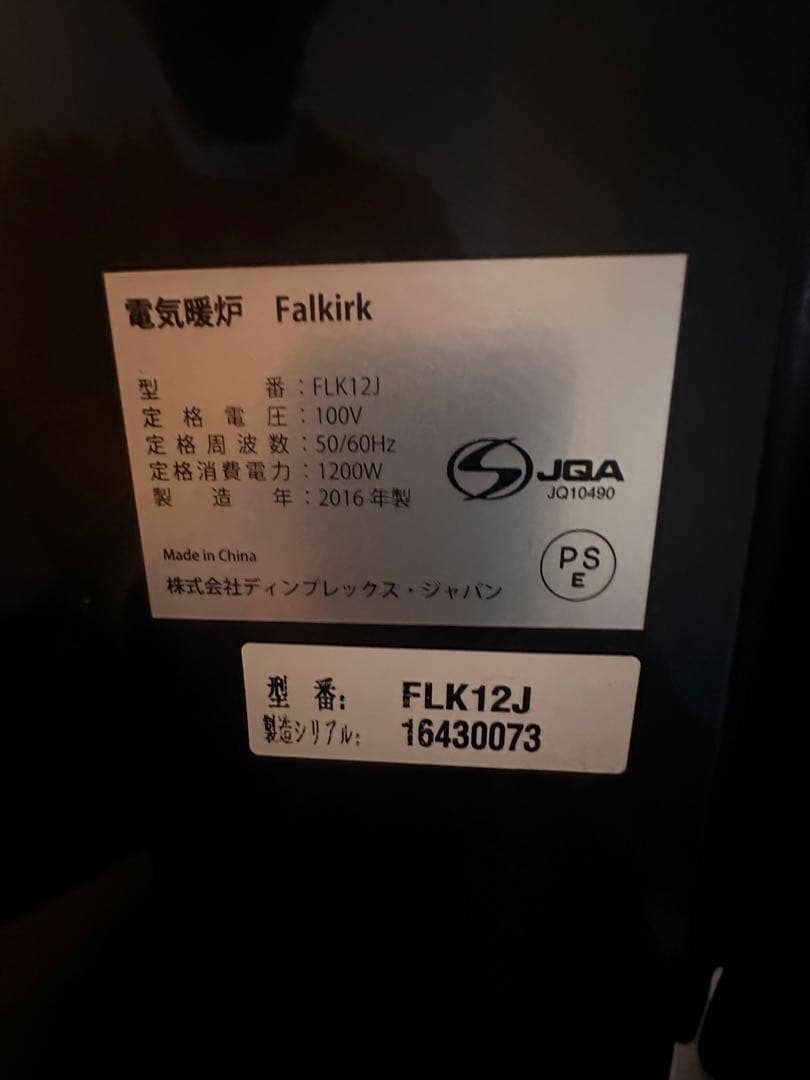 電気暖炉 Falkirk
型 番：FLK12J
定格電圧：100V
定格周波数：50/60Hz
定格消費電力：1200W
製造年：2016年製
JQA
JQ10490
Made in China
PS
E
株式会社ディンプレックス・ジャパン
型 番: FLK12J
製造シリアル: 16430073